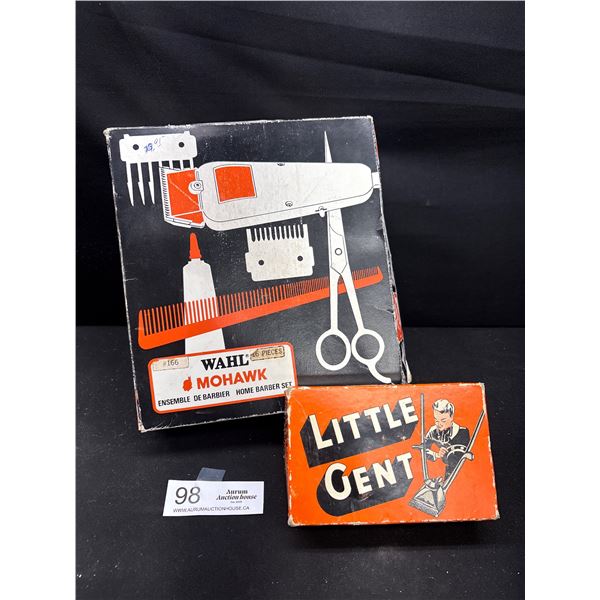 #166
WAHL®
16 PIECES
MOHAWK
ENSEMBLE DE BARBIER HOME BARBER SET
LITTLE
GENT
98
Aurum
Auction house
WWW.AURUMAUCTIONHOUSE.CA